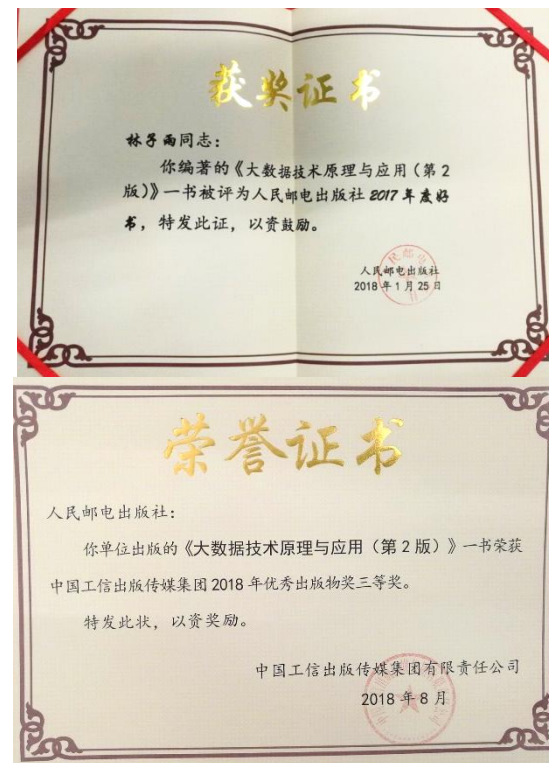 获奖证书
林子雨同志：
你编著的《大数据技术原理与应用（第2
版）》一书被评为人民邮电出版社2017年度好
书，特发此证，以资鼓励。
人民邮电出版社
2018年1月25日
荣誉证书
人民邮电出版社：
你单位出版的《大数据技术原理与应用（第2版）》一书荣获
中国工信出版传媒集团2018年优秀出版物奖三等奖。
特发此状，以资奖励。
中国工信出版传媒集团有限责任公司
2018年8月